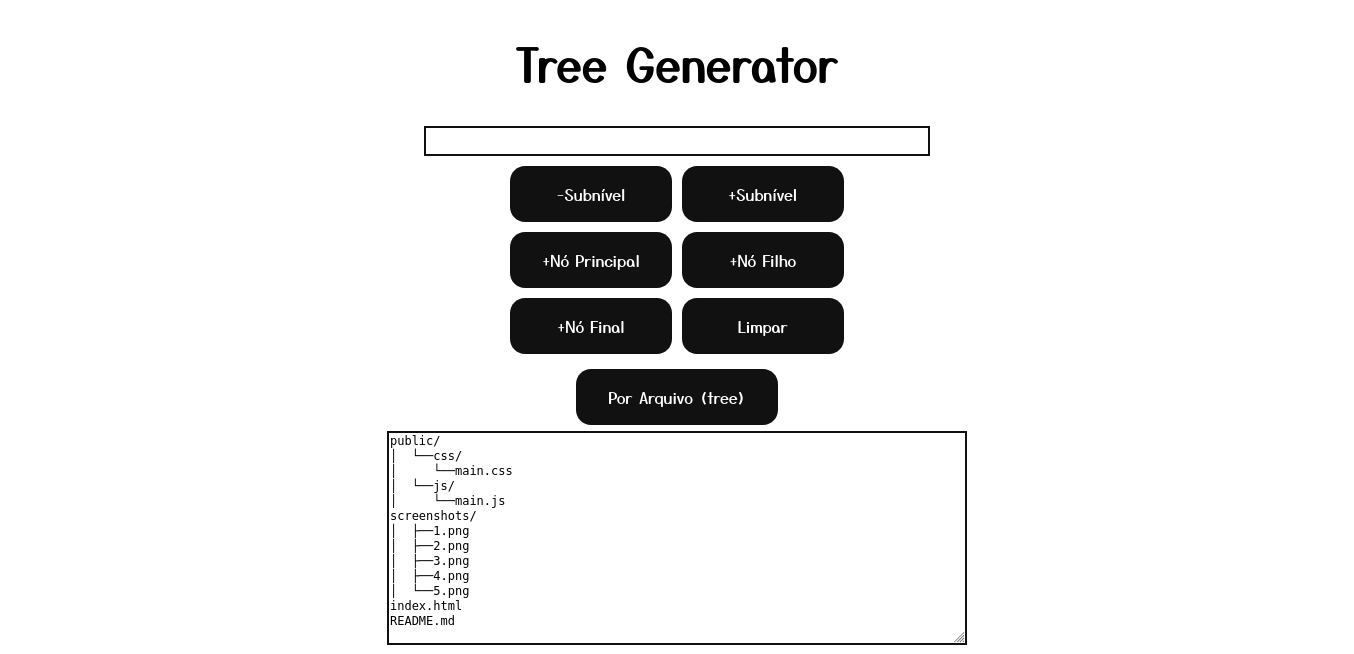 Tree Generator
-Subnível +Subnível
+Nó Principal +Nó Filho
+Nó Final Limpar
Por Arquivo (tree)
public/
│  └──css/
│     └──main.css
│  └──js/
│     └──main.js
screenshots/
│  ├──1.png
│  ├──2.png
│  ├──3.png
│  ├──4.png
│  └──5.png
index.html
README.md